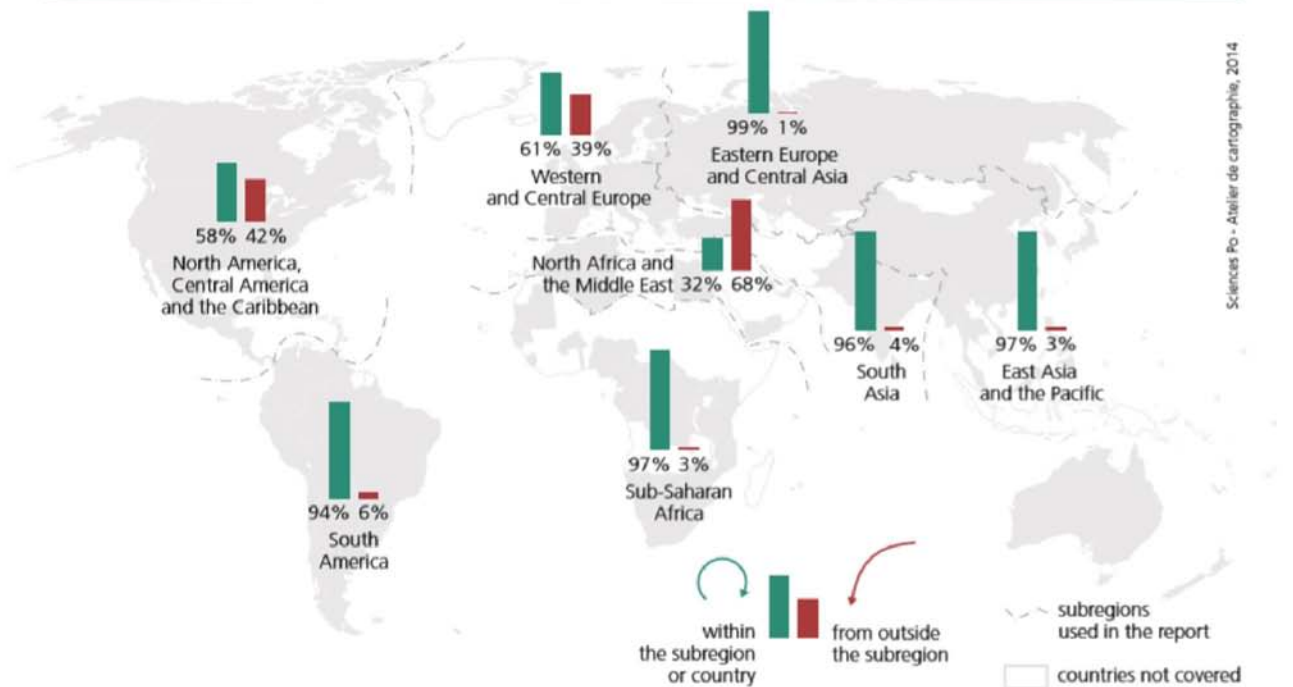 99% 1%
Eastern Europe
and Central Asia
61% 39%
Western
and Central Europe
58% 42%
North America,
Central America
and the Caribbean
North Africa and
the Middle East 32% 68%
96% 4%
South
Asia
97% 3%
East Asia
and the Pacific
97% 3%
Sub-Saharan
Africa
94% 6%
South
America
within
the subregion
or country
from outside
the subregion
subregions
used in the report
countries not covered
Sciences Po - Atelier de cartographie, 2014